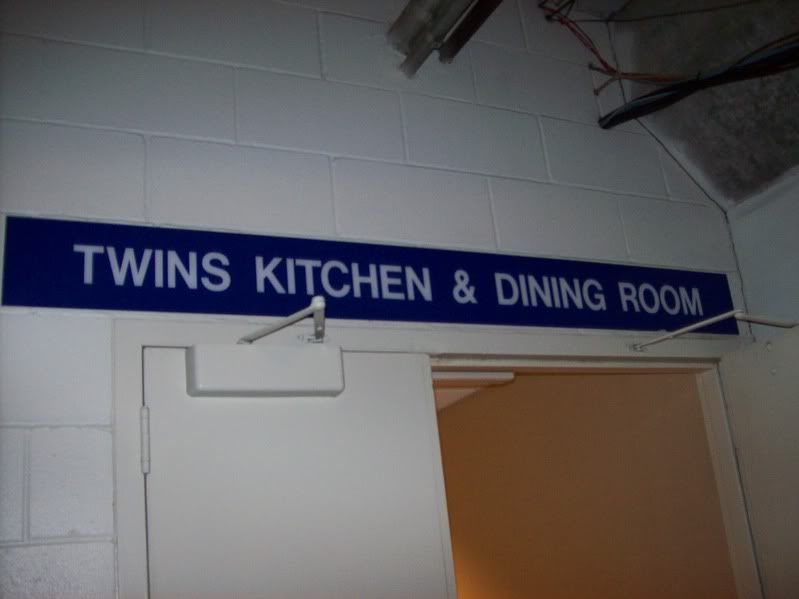 TWINS KITCHEN & DINING ROOM